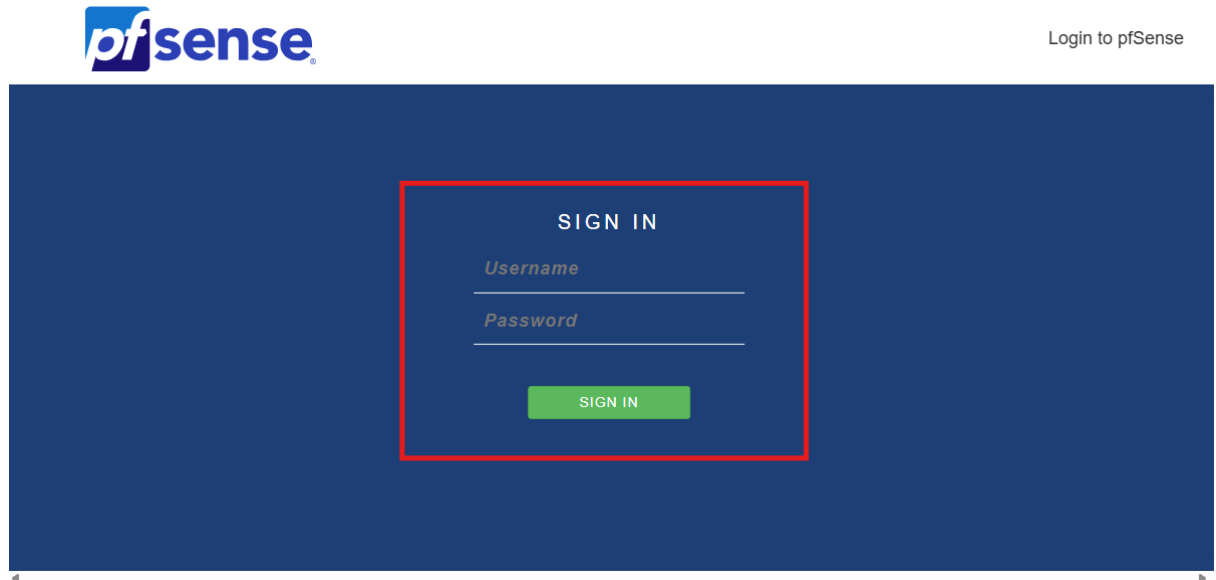 pfsense®
Login to pfSense
SIGN IN
Username
Password
SIGN IN